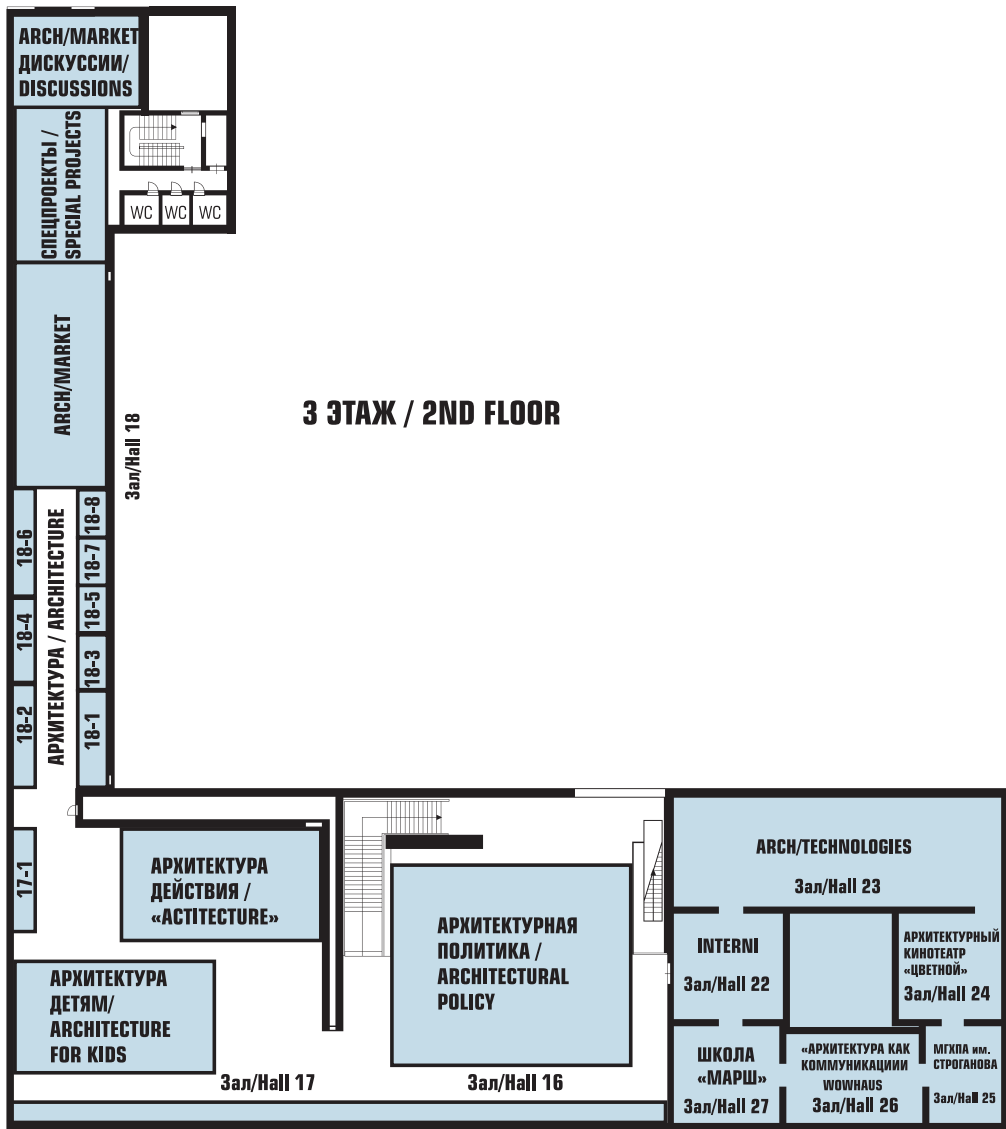 ARCH/MARKET
ДИСКУССИИ/
DISCUSSIONS
СПЕЦПРОЕКТЫ /
SPECIAL PROJECTS
WC
WC
WC
ARCH/MARKET
Зал/Hall 18
3 ЭТАЖ / 2ND FLOOR
18-6
18-4
18-2
АРХИТЕКТУРА / ARCHITECTURE
18-8
18-7
18-5
18-3
18-1
17-1
АРХИТЕКТУРА
ДЕЙСТВИЯ /
«ACTITECTURE»
АРХИТЕКТУРА
ДЕТЯМ/
ARCHITECTURE
FOR KIDS
Зал/Hall 17
АРХИТЕКТУРНАЯ
ПОЛИТИКА /
ARCHITECTURAL
POLICY
Зал/Hall 16
ARCH/TECHNOLOGIES
Зал/Hall 23
INTERNI
Зал/Hall 22
АРХИТЕКТУРНЫЙ
КИНОТЕАТР
«ЦВЕТНОЙ»
Зал/Hall 24
ШКОЛА
«МАРШ»
Зал/Hall 27
«АРХИТЕКТУРА КАК
КОММУНИКАЦИИИ
WOWHAUS
Зал/Hall 26
МГХПА им.
СТРОГАНОВА
Зал/Hall 25